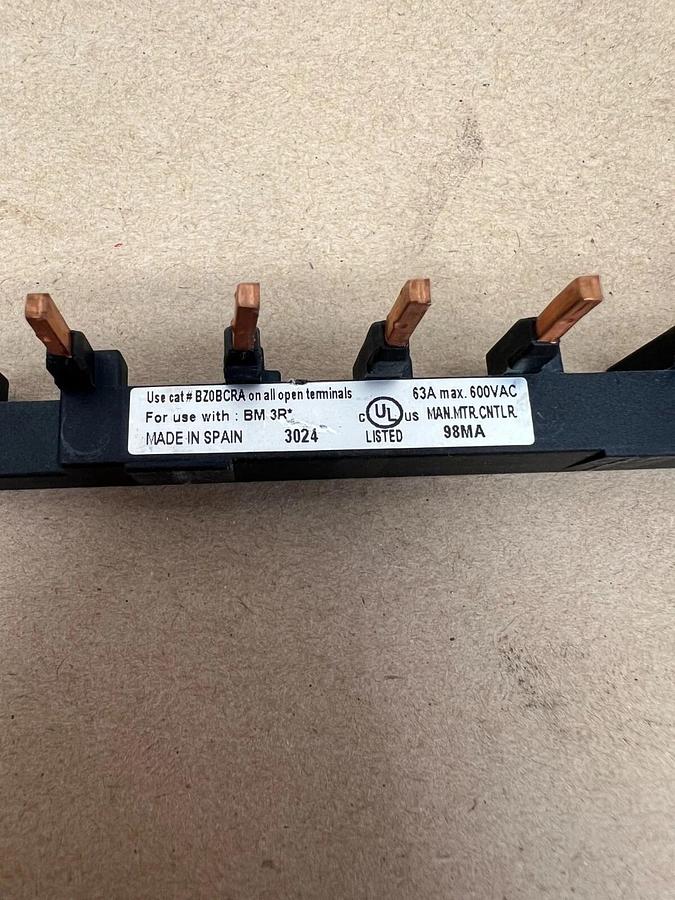 Use cat# BZ0BCRA on all open terminals
For use with : BM 3R*
MADE IN SPAIN 3024
C UL US
LISTED
63A max. 600VAC
MAN.MTR.CNTLR.
98MA